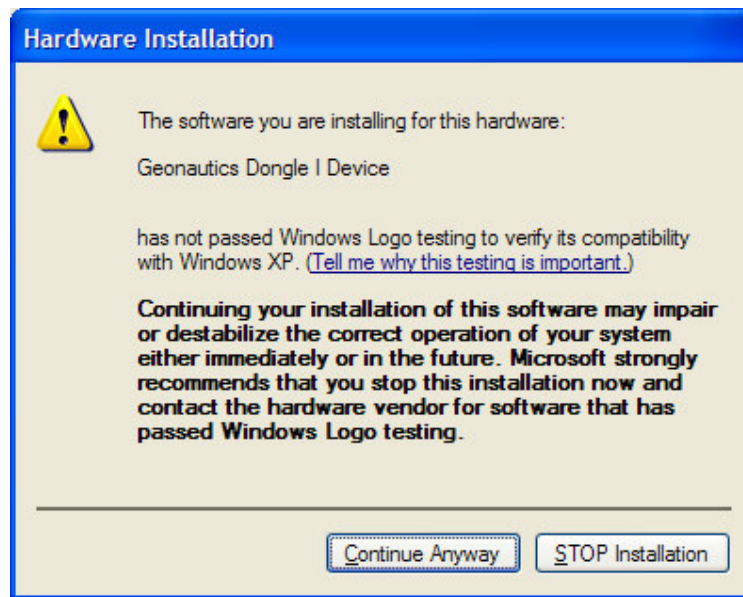 Hardware Installation
The software you are installing for this hardware:
Geonautics Dongle I Device
has not passed Windows Logo testing to verify its compatibility
with Windows XP. (Tell me why this testing is important.)
Continuing your installation of this software may impair
or destabilize the correct operation of your system
either immediately or in the future. Microsoft strongly
recommends that you stop this installation now and
contact the hardware vendor for software that has
passed Windows Logo testing.
Continue Anyway
STOP Installation